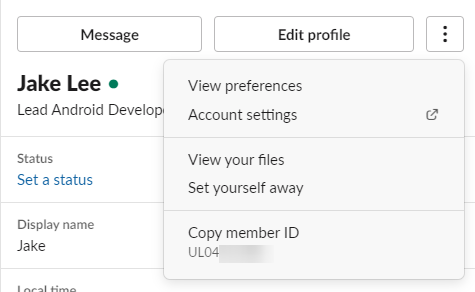 Message
Edit profile
Jake Lee
Lead Android Develope
View preferences
Account settings
Status
Set a status
View your files
Set yourself away
Display name
Jake
Copy member ID
UL04
Local time